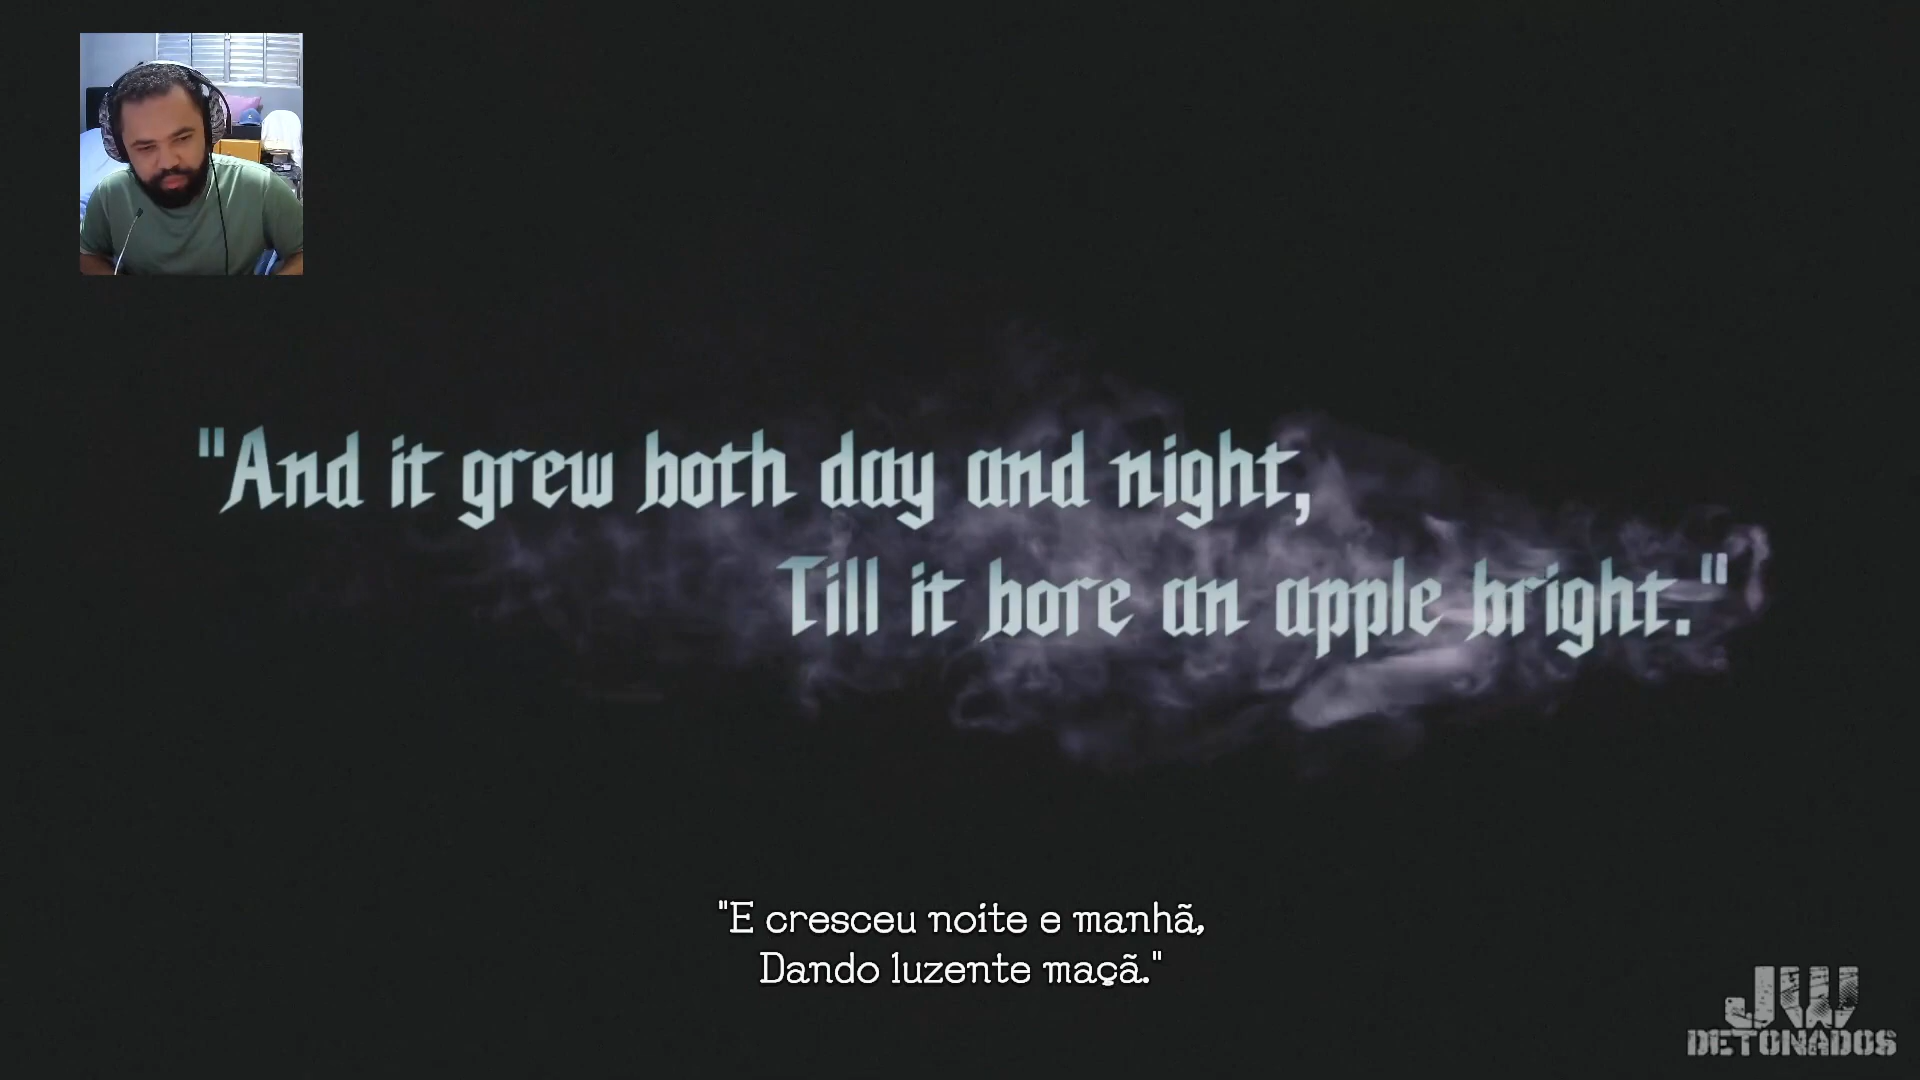 "And it grew both day and night,
Till it bore an apple bright."
"E cresceu noite e manhã,
Dando luzente maçã."
JW
DETONADOS